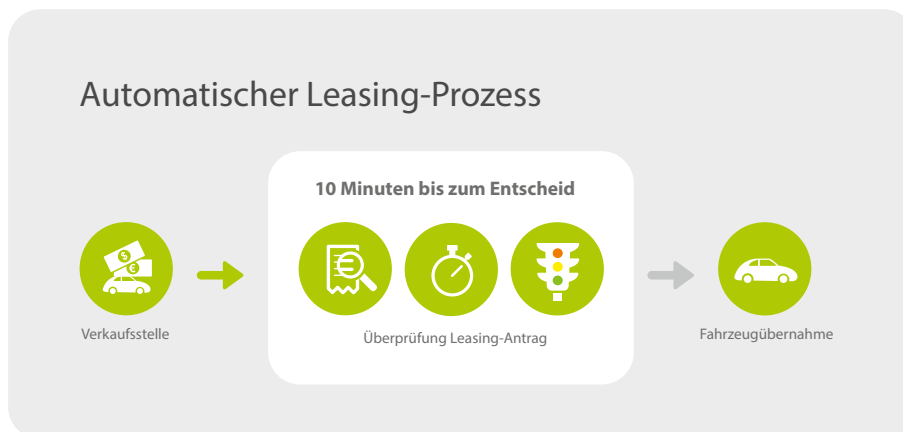 Automatischer Leasing-Prozess
10 Minuten bis zum Entscheid
$
€
€
Verkaufsstelle
Überprüfung Leasing-Antrag
Fahrzeugübernahme